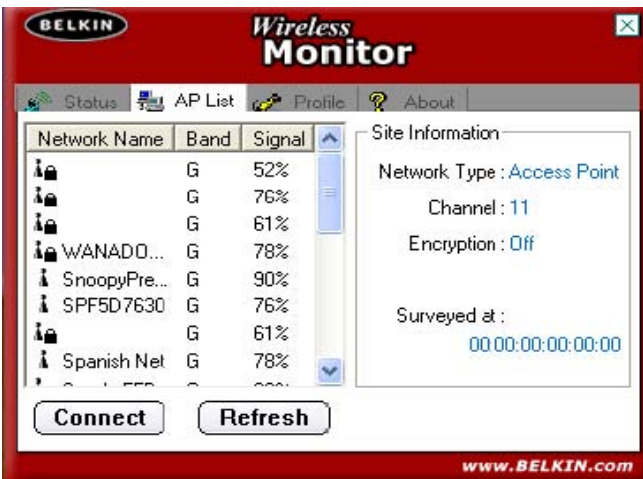 BELKIN
Wireless
Monitor
Status AP List Profile About
Network Name Band Signal
G 52%
G 76%
G 61%
WANADO... G 78%
SnoopyPre... G 90%
SPF5D7630 G 76%
G 61%
Spanish Net G 78%
Site Information
Network Type : Access Point
Channel : 11
Encryption : Off
Surveyed at :
00:00:00:00:00:00
Connect Refresh
www.BELKIN.com